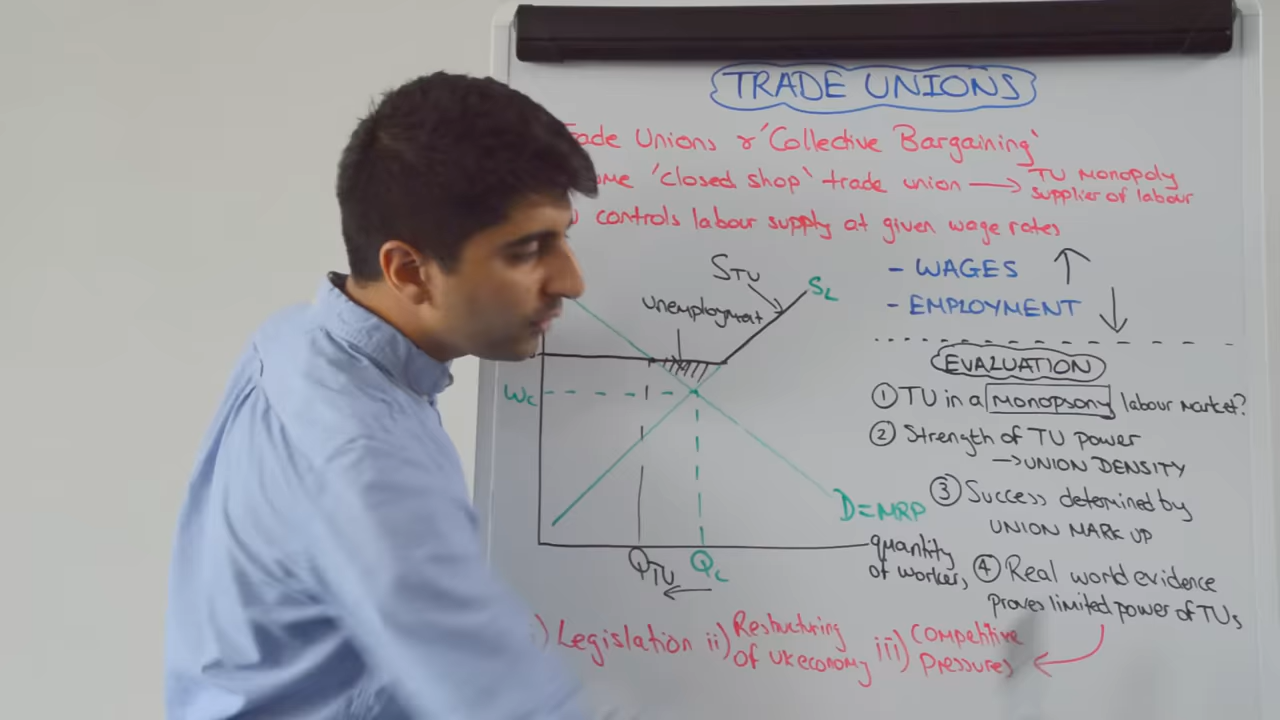 TRADE UNIONS
Trade Unions & 'Collective Bargaining'
'closed shop' trade union → TU Monopoly
supplier of labour
controls labour supply at given wage rates
STU
SL
unemployment
- WAGES ↑
- EMPLOYMENT ↓
EVALUATION
① TU in a monopsony labour market?
② Strength of TU power
→ UNION DENSITY
③ Success determined by
UNION MARK UP
④ Real world evidence
proves limited power of TUs
Wc
D=MRP
quantity
of workers
QTU
Qc
i) Legislation ii) Restructuring
of UK economy iii) Competitive
Pressures